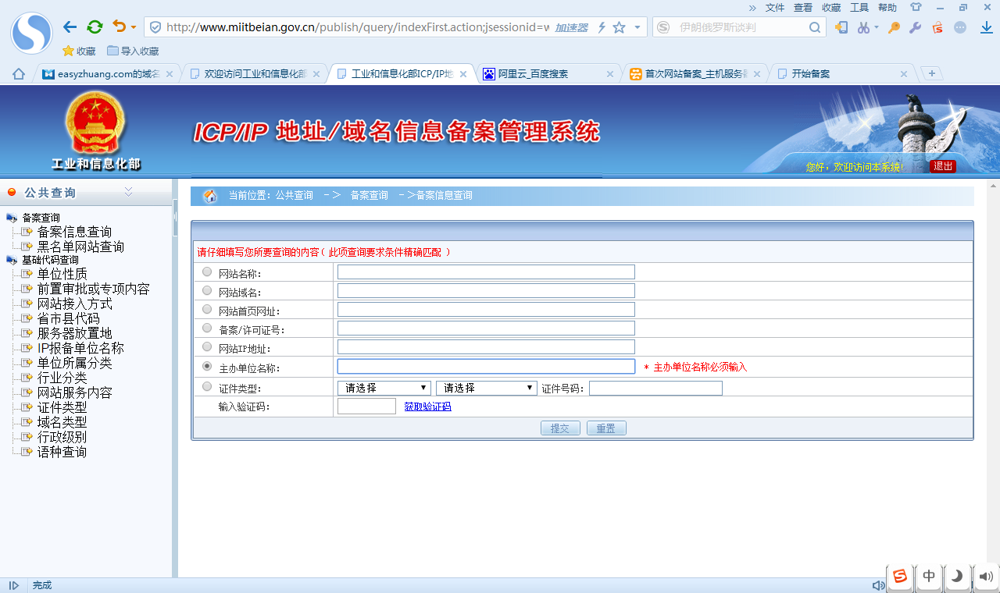 » 文件 查看 收藏 工具 帮助
http://www.miitbeian.gov.cn/publish/query/indexFirst.action;jsessionid=w 加速器 伊朗俄罗斯谈判
收藏 导入收藏
easyzhuang.com的域名 欢迎访问工业和信息化部 工业和信息化部ICP/IP地 阿里云_百度搜索 首次网站备案_主机服务器 开始备案
ICP/IP 地址/域名信息备案管理系统
工业和信息化部
您好，欢迎访问本系统! 退出
公共查询
备案查询
备案信息查询
黑名单网站查询
基础代码查询
单位性质
前置审批或专项内容
网站接入方式
省市县代码
服务器放置地
IP报备单位名称
单位所属分类
行业分类
网站服务内容
证件类型
域名类型
行政级别
语种查询
当前位置: 公共查询 －＞ 备案查询 －＞备案信息查询
请仔细填写您所要查询的内容( 此项查询要求条件精确匹配 )
网站名称:
网站域名:
网站首页网址:
备案/许可证号:
网站IP地址:
主办单位名称: * 主办单位名称必须输入
证件类型: 请选择 请选择 证件号码:
输入验证码: 获取验证码
提交 重置
完成
中